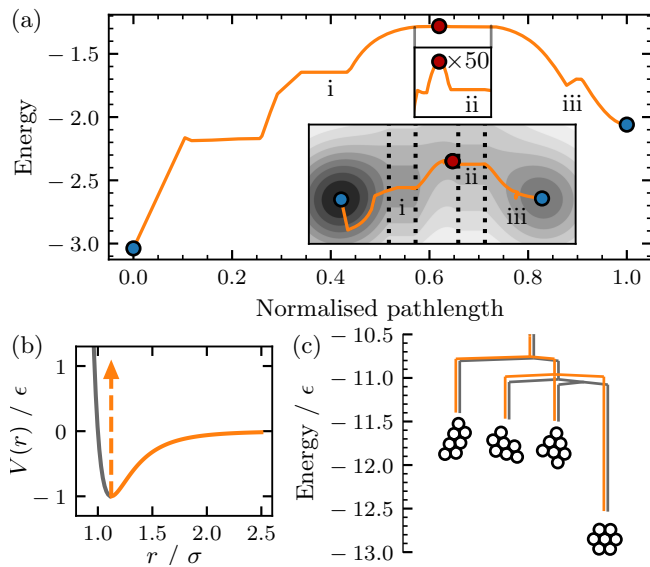 (a)
Energy
− 1.5
− 2.0
− 2.5
− 3.0
i
×50
ii
iii
i
ii
iii
0.0 0.2 0.4 0.6 0.8 1.0
Normalised pathlength
(b)
V(r) / ϵ
1
0
− 1
1.0 1.5 2.0 2.5
r / σ
(c)
Energy / ϵ
− 10.5
− 11.0
− 11.5
− 12.0
− 12.5
− 13.0